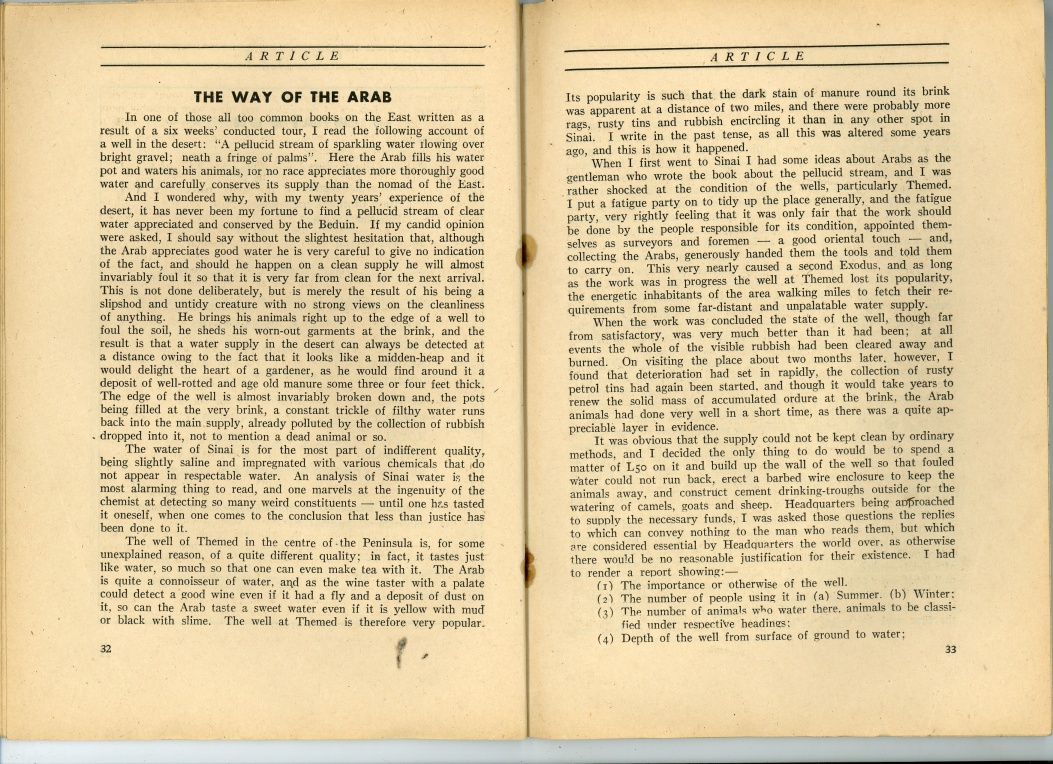 ARTICLE
THE WAY OF THE ARAB
In one of those all too common books on the East written as a
result of a six weeks' conducted tour, I read the following account of
a well in the desert: "A pellucid stream of sparkling water flowing over
bright gravel; neath a fringe of palms". Here the Arab fills his water
pot and waters his animals, for no race appreciates more thoroughly good
water and carefully conserves its supply than the nomad of the East.
And I wondered why, with my twenty years' experience of the
desert, it has never been my fortune to find a pellucid stream of clear
water appreciated and conserved by the Beduin. If my candid opinion
were asked, I should say without the slightest hesitation that, although
the Arab appreciates good water he is very careful to give no indication
of the fact, and should he happen on a clean supply he will almost
invariably foul it so that it is very far from clean for the next arrival.
This is not done deliberately, but is merely the result of his being a
slipshod and untidy creature with no strong views on the cleanliness
of anything. He brings his animals right up to the edge of a well to
foul the soil, he sheds his worn-out garments at the brink, and the
result is that a water supply in the desert can always be detected at
a distance owing to the fact that it looks like a midden-heap and it
would delight the heart of a gardener, as he would find around it a
deposit of well-rotted and age old manure some three or four feet thick.
The edge of the well is almost invariably broken down and, the pots
being filled at the very brink, a constant trickle of filthy water runs
back into the main supply, already polluted by the collection of rubbish
dropped into it, not to mention a dead animal or so.
The water of Sinai is for the most part of indifferent quality,
being slightly saline and impregnated with various chemicals that do
not appear in respectable water. An analysis of Sinai water is the
most alarming thing to read, and one marvels at the ingenuity of the
chemist at detecting so many weird constituents — until one has tasted
it oneself, when one comes to the conclusion that less than justice has
been done to it.
The well of Themed in the centre of the Peninsula is, for some
unexplained reason, of a quite different quality; in fact, it tastes just
like water, so much so that one can even make tea with it. The Arab
is quite a connoisseur of water, and as the wine taster with a palate
could detect a good wine even if it had a fly and a deposit of dust on
it, so can the Arab taste a sweet water even if it is yellow with mud
or black with slime. The well at Themed is therefore very popular.
32
ARTICLE
Its popularity is such that the dark stain of manure round its brink
was apparent at a distance of two miles, and there were probably more
rags, rusty tins and rubbish encircling it than in any other spot in
Sinai. I write in the past tense, as all this was altered some years
ago, and this is how it happened.
When I first went to Sinai I had some ideas about Arabs as the
gentleman who wrote the book about the pellucid stream, and I was
rather shocked at the condition of the wells, particularly Themed.
I put a fatigue party on to tidy up the place generally, and the fatigue
party, very rightly feeling that it was only fair that the work should
be done by the people responsible for its condition, appointed them-
selves as surveyors and foremen — a good oriental touch — and,
collecting the Arabs, generously handed them the tools and told them
to carry on. This very nearly caused a second Exodus, and as long
as the work was in progress the well at Themed lost its popularity,
the energetic inhabitants of the area walking miles to fetch their re-
quirements from some far-distant and unpalatable water supply.
When the work was concluded the state of the well, though far
from satisfactory, was very much better than it had been; at all
events the whole of the visible rubbish had been cleared away and
burned. On visiting the place about two months later, however, I
found that deterioration had set in rapidly, the collection of rusty
petrol tins had again been started, and though it would take years to
renew the solid mass of accumulated ordure at the brink, the Arab
animals had done very well in a short time, as there was a quite ap-
preciable layer in evidence.
It was obvious that the supply could not be kept clean by ordinary
methods, and I decided the only thing to do would be to spend a
matter of L50 on it and build up the wall of the well so that fouled
water could not run back, erect a barbed wire enclosure to keep the
animals away, and construct cement drinking-troughs outside for the
watering of camels, goats and sheep. Headquarters being approached
to supply the necessary funds, I was asked those questions the replies
to which can convey nothing to the man who reads them, but which
are considered essential by Headquarters the world over, as otherwise
there would be no reasonable justification for their existence. I had
to render a report showing:—
(1) The importance or otherwise of the well.
(2) The number of people using it in (a) Summer. (b) Winter;
(3) The number of animals who water there, animals to be classi-
fied under respective headings;
(4) Depth of the well from surface of ground to water;
33